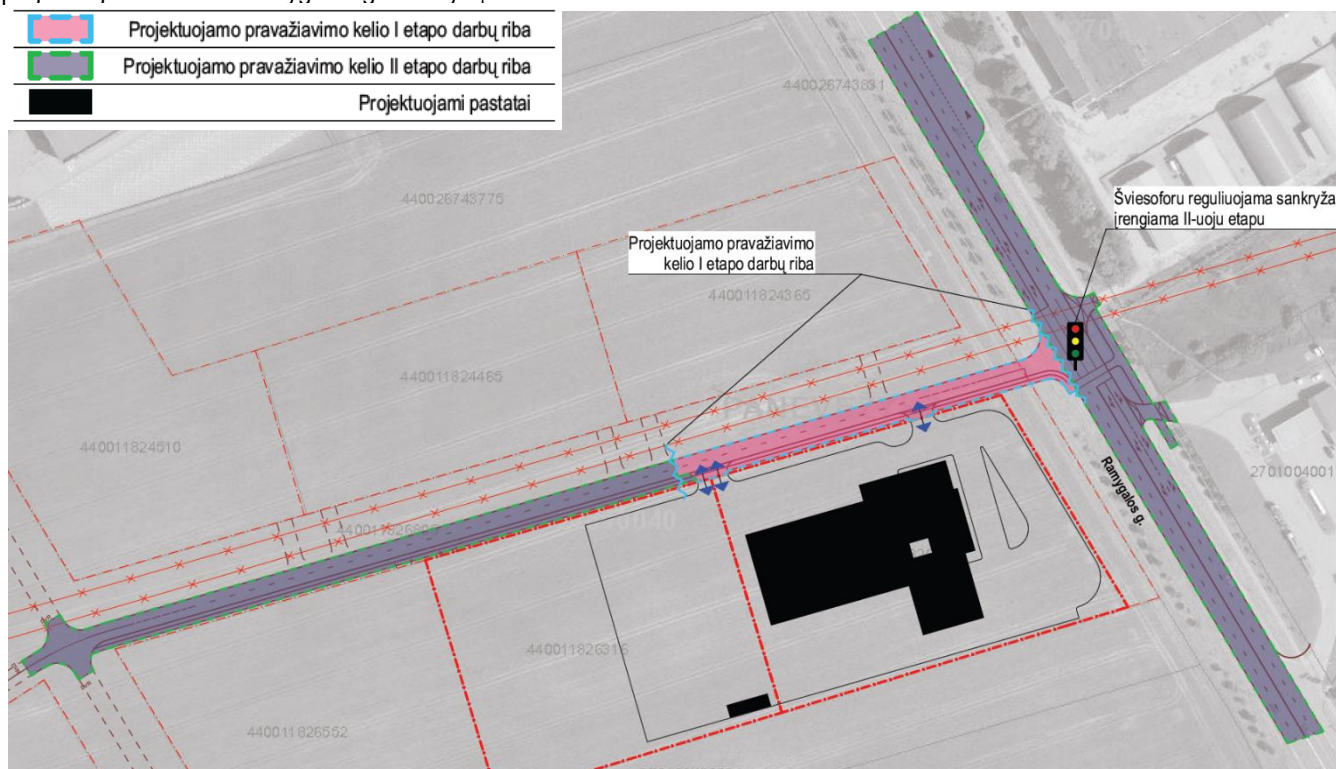 Projektuojamo pravažiavimo kelio I etapo darbų riba
Projektuojamo pravažiavimo kelio II etapo darbų riba
Projektuojami pastatai
440026743831
440026743775
Šviesoforu reguliuojama sankryža
įrengiama II-uoju etapu
Projektuojamo pravažiavimo
kelio I etapo darbų riba
440011824365
440011824465
440011824510
Ramygalos g.
2701004001
440011826316
440011826552